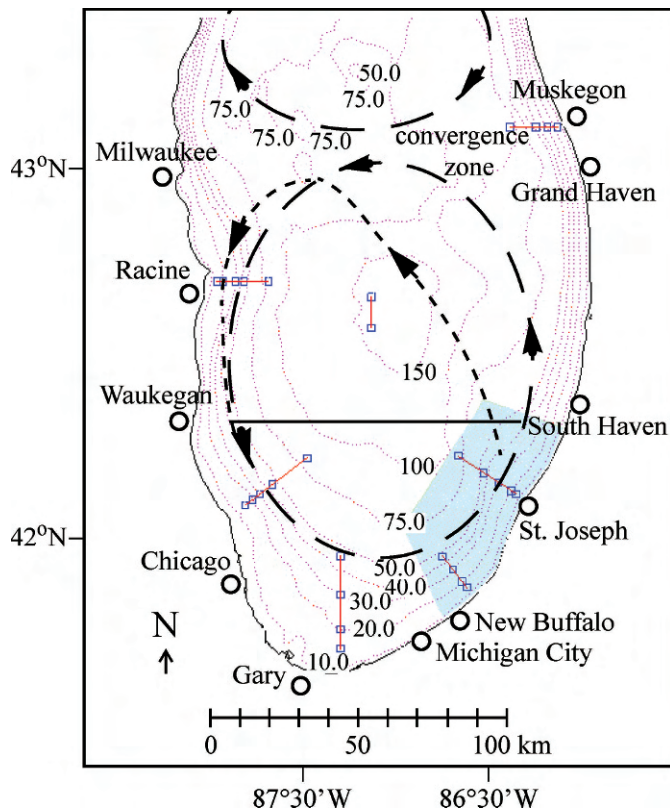 50.0
75.0
Muskegon
75.0
75.0
75.0
convergence
zone
43°N
Milwaukee
Grand Haven
Racine
150
Waukegan
South Haven
100
75.0
St. Joseph
42°N
50.0
Chicago
40.0
30.0
New Buffalo
20.0
N
Michigan City
10.0
Gary
0 50 100 km
87°30'W 86°30'W